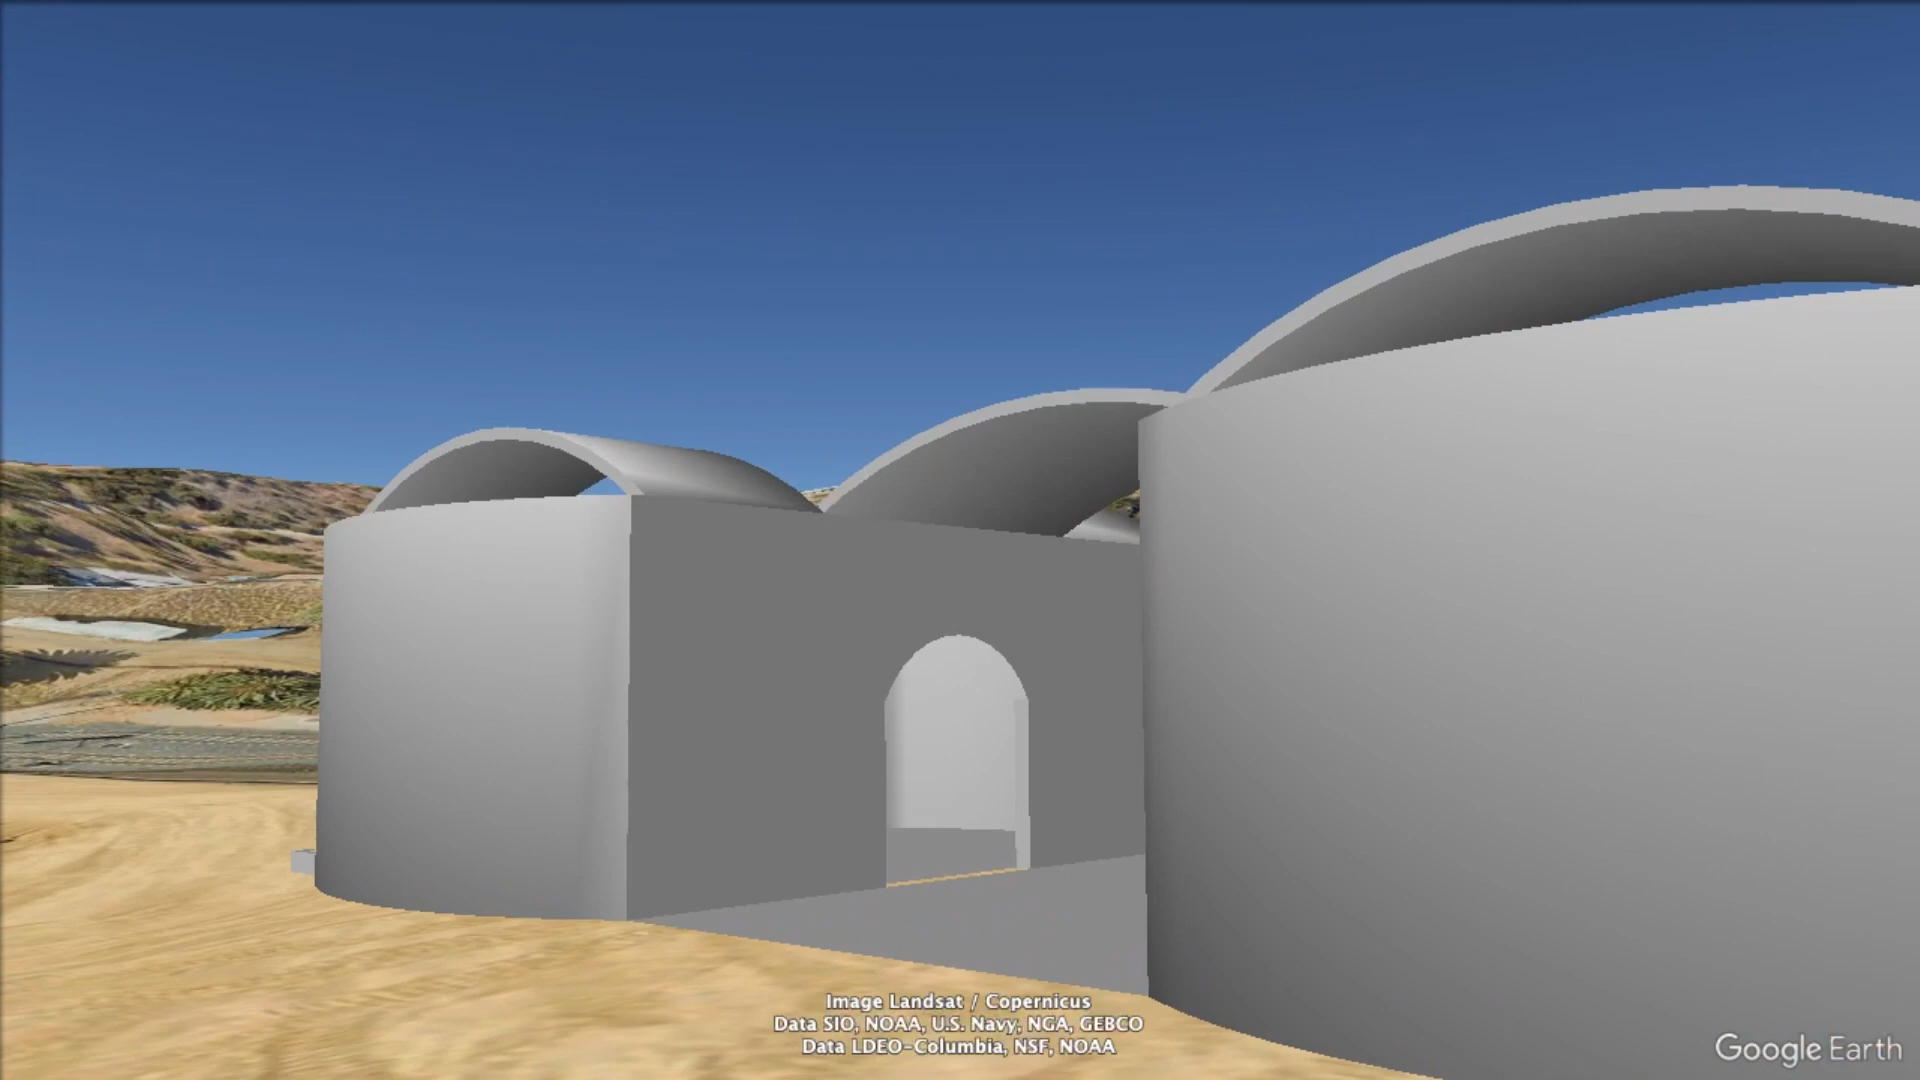 Image Landsat / Copernicus
Data SIO, NOAA, U.S. Navy, NGA, GEBCO
Data LDEO-Columbia, NSF, NOAA
Google Earth